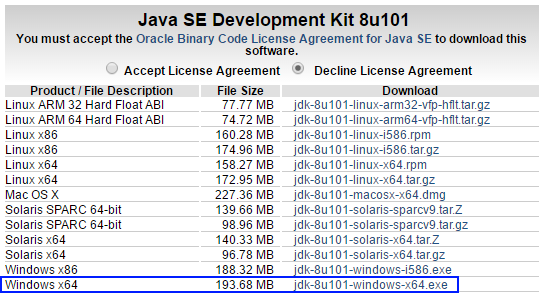 Java SE Development Kit 8u101
You must accept the Oracle Binary Code License Agreement for Java SE to download this
software.
Accept License Agreement Decline License Agreement
Product / File Description File Size Download
Linux ARM 32 Hard Float ABI 77.77 MB jdk-8u101-linux-arm32-vfp-hflt.tar.gz
Linux ARM 64 Hard Float ABI 74.72 MB jdk-8u101-linux-arm64-vfp-hflt.tar.gz
Linux x86 160.28 MB jdk-8u101-linux-i586.rpm
Linux x86 174.96 MB jdk-8u101-linux-i586.tar.gz
Linux x64 158.27 MB jdk-8u101-linux-x64.rpm
Linux x64 172.95 MB jdk-8u101-linux-x64.tar.gz
Mac OS X 227.36 MB jdk-8u101-macosx-x64.dmg
Solaris SPARC 64-bit 139.66 MB jdk-8u101-solaris-sparcv9.tar.Z
Solaris SPARC 64-bit 98.96 MB jdk-8u101-solaris-sparcv9.tar.gz
Solaris x64 140.33 MB jdk-8u101-solaris-x64.tar.Z
Solaris x64 96.78 MB jdk-8u101-solaris-x64.tar.gz
Windows x86 188.32 MB jdk-8u101-windows-i586.exe
Windows x64 193.68 MB jdk-8u101-windows-x64.exe